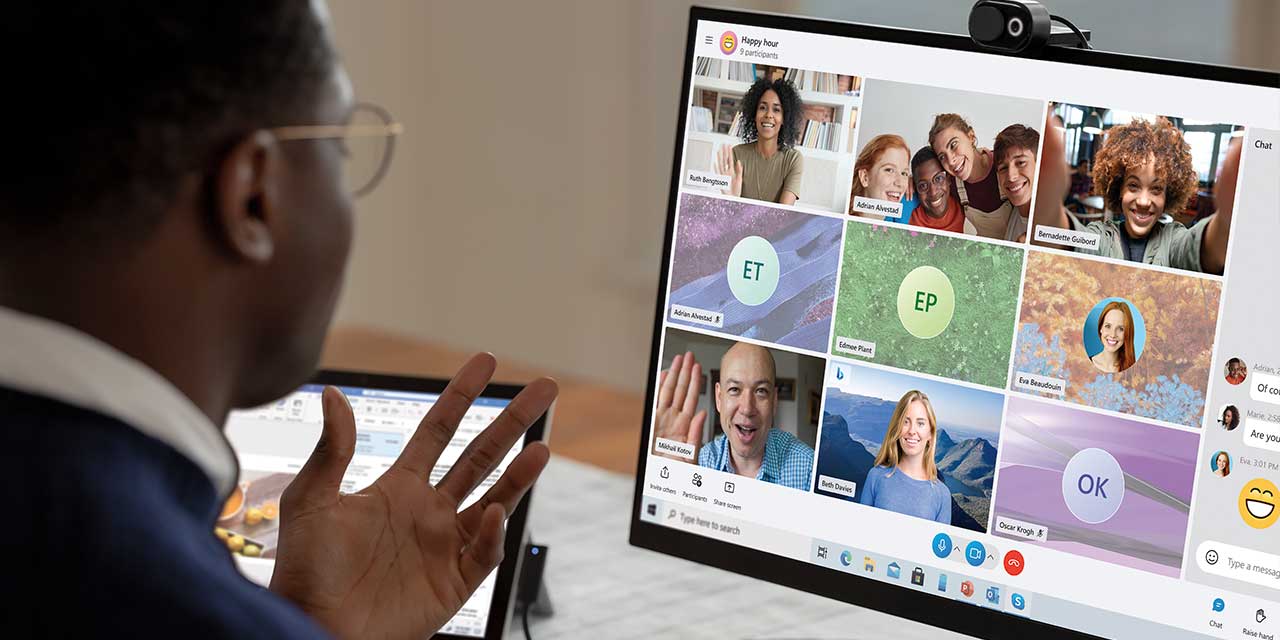 Happy hour
9 participants
Chat
Ruth Bengtsson
Adrian Alvestad
Bernadette Guibord
ET
Adrian Alvestad
EP
Edmee Plant
Eva Beaudouin
Mikhail Kotov
Beth Davies
OK
Oscar Krogh
Adrian, 2
Of co
Marie, 2:58
Are you
Eva, 3:01 PM
Type a messag
Invite others
Participants
Share screen
Chat
Raise hand
Type here to search